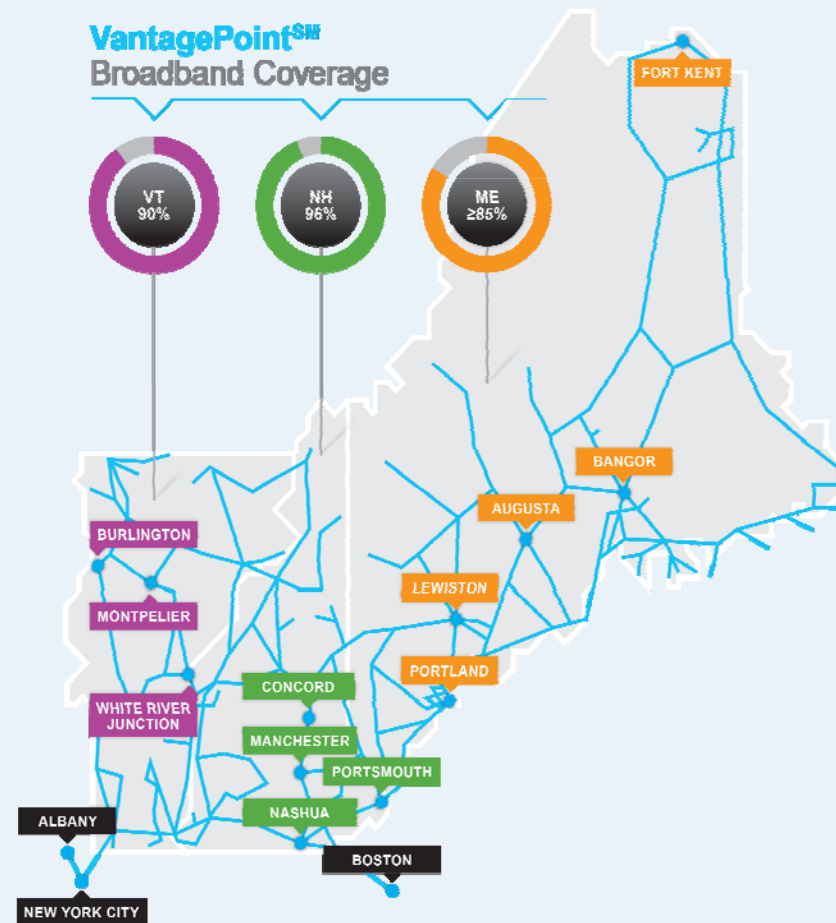 VantagePoint℠
Broadband Coverage
FORT KENT
VT
90%
NH
96%
ME
≥85%
BANGOR
AUGUSTA
BURLINGTON
LEWISTON
MONTPELIER
PORTLAND
CONCORD
WHITE RIVER
JUNCTION
MANCHESTER
PORTSMOUTH
NASHUA
ALBANY
BOSTON
NEW YORK CITY